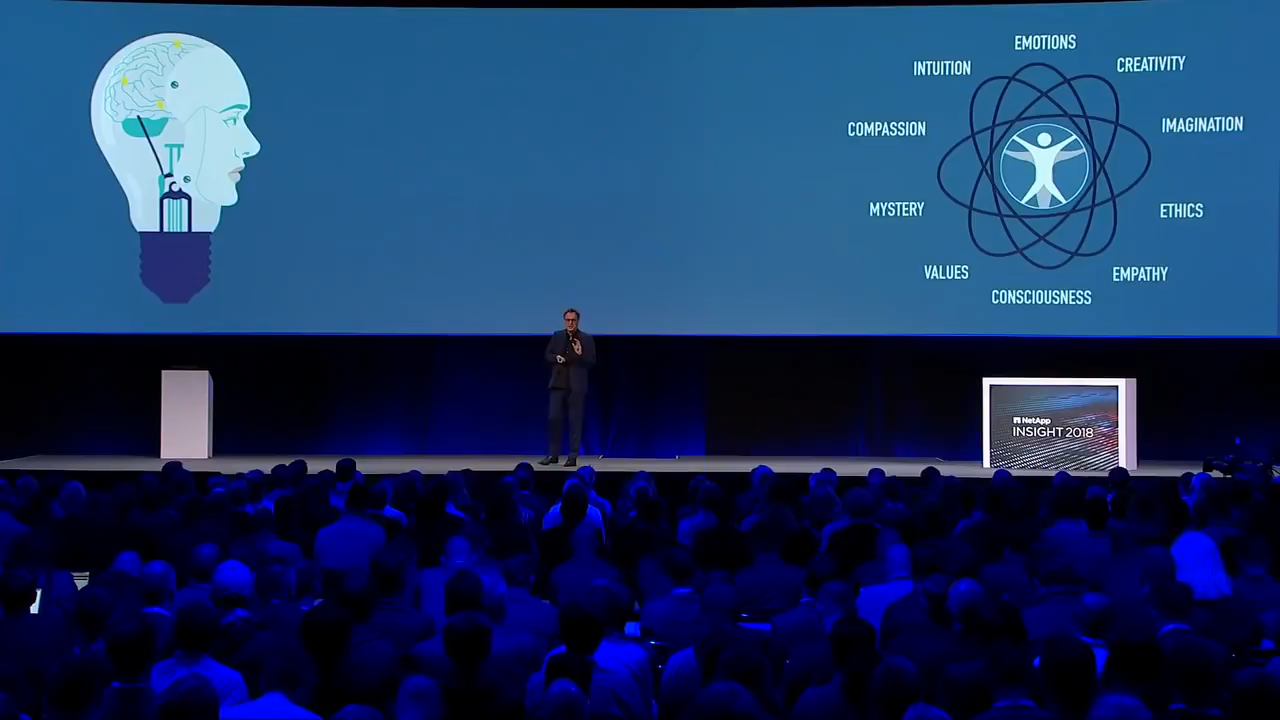 EMOTIONS
INTUITION
CREATIVITY
COMPASSION
IMAGINATION
MYSTERY
ETHICS
VALUES
EMPATHY
CONSCIOUSNESS
NetApp
INSIGHT 2018